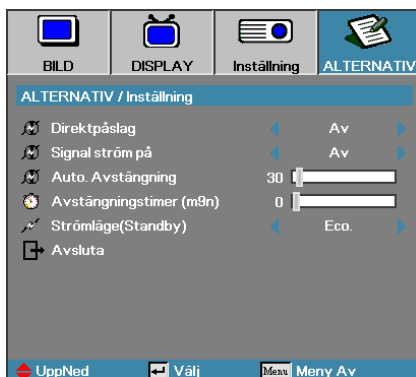 BILD DISPLAY Inställning ALTERNATIV
ALTERNATIV / Inställning
Direktpåslag Av
Signal ström på Av
Auto. Avstängning 30
Avstängningstimer (m9n) 0
Strömläge(Standby) Eco.
Avsluta
UppNed Välj Menu Meny Av